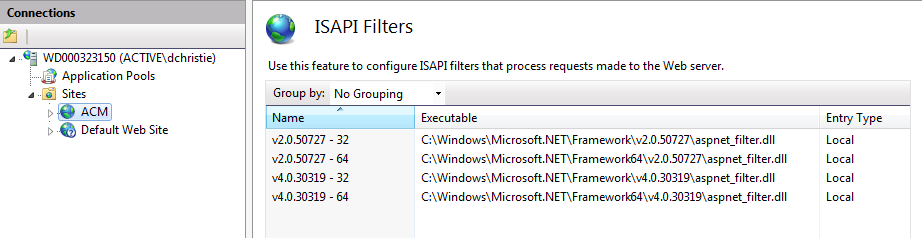 Connections
WD000323150 (ACTIVE\dchristie)
Application Pools
Sites
ACM
Default Web Site
ISAPI Filters
Use this feature to configure ISAPI filters that process requests made to the Web server.
Group by: No Grouping
Name Executable Entry Type
v2.0.50727 - 32 C:\Windows\Microsoft.NET\Framework\v2.0.50727\aspnet_filter.dll Local
v2.0.50727 - 64 C:\Windows\Microsoft.NET\Framework64\v2.0.50727\aspnet_filter.dll Local
v4.0.30319 - 32 C:\Windows\Microsoft.NET\Framework\v4.0.30319\aspnet_filter.dll Local
v4.0.30319 - 64 C:\Windows\Microsoft.NET\Framework64\v4.0.30319\aspnet_filter.dll Local